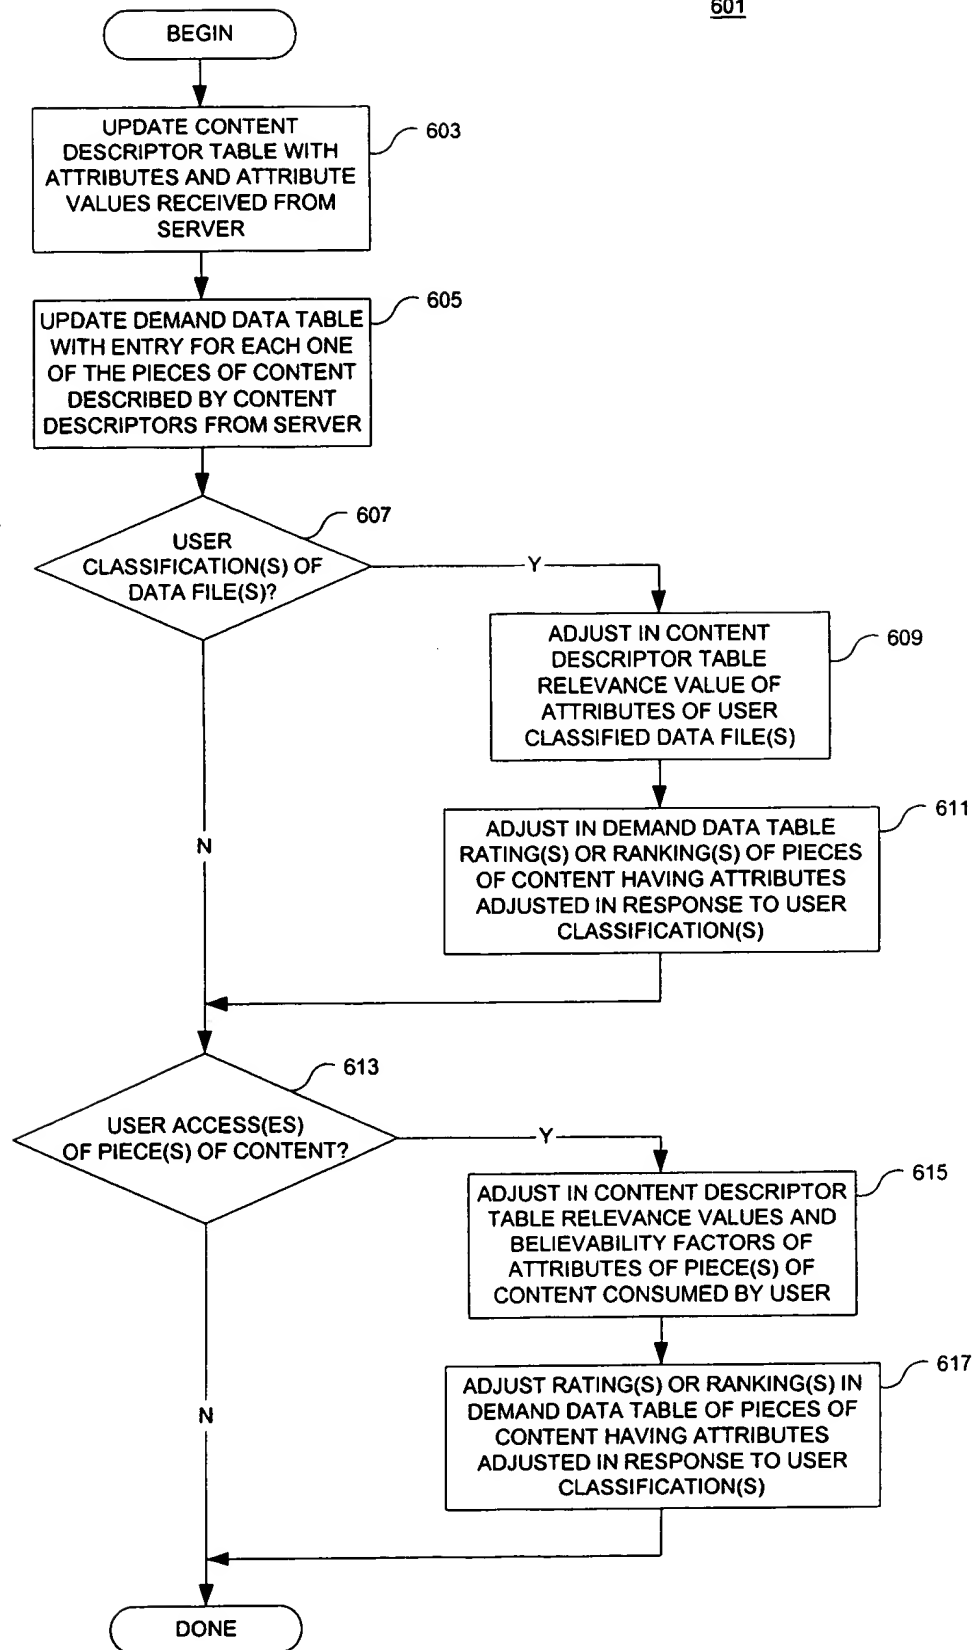 601
BEGIN
UPDATE CONTENT
DESCRIPTOR TABLE WITH
ATTRIBUTES AND ATTRIBUTE
VALUES RECEIVED FROM
SERVER
603
UPDATE DEMAND DATA TABLE
WITH ENTRY FOR EACH ONE
OF THE PIECES OF CONTENT
DESCRIBED BY CONTENT
DESCRIPTORS FROM SERVER
605
USER
CLASSIFICATION(S) OF
DATA FILE(S)?
607
Y
ADJUST IN CONTENT
DESCRIPTOR TABLE
RELEVANCE VALUE OF
ATTRIBUTES OF USER
CLASSIFIED DATA FILE(S)
609
ADJUST IN DEMAND DATA TABLE
RATING(S) OR RANKING(S) OF PIECES
OF CONTENT HAVING ATTRIBUTES
ADJUSTED IN RESPONSE TO USER
CLASSIFICATION(S)
611
N
USER ACCESS(ES)
OF PIECE(S) OF CONTENT?
613
Y
ADJUST IN CONTENT DESCRIPTOR
TABLE RELEVANCE VALUES AND
BELIEVABILITY FACTORS OF
ATTRIBUTES OF PIECE(S) OF
CONTENT CONSUMED BY USER
615
ADJUST RATING(S) OR RANKING(S) IN
DEMAND DATA TABLE OF PIECES OF
CONTENT HAVING ATTRIBUTES
ADJUSTED IN RESPONSE TO USER
CLASSIFICATION(S)
617
N
DONE